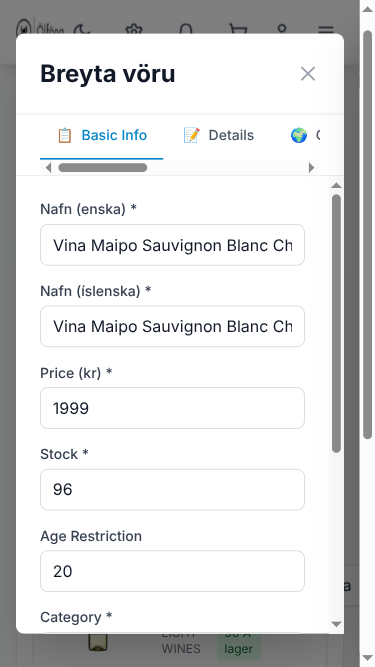 Ölföng
Breyta vöru
Basic Info
Details
Nafn (enska) *
Vina Maipo Sauvignon Blanc Ch
Nafn (íslenska) *
Vina Maipo Sauvignon Blanc Ch
Price (kr) *
1999
Stock *
96
Age Restriction
20
Category *
WINES
lager